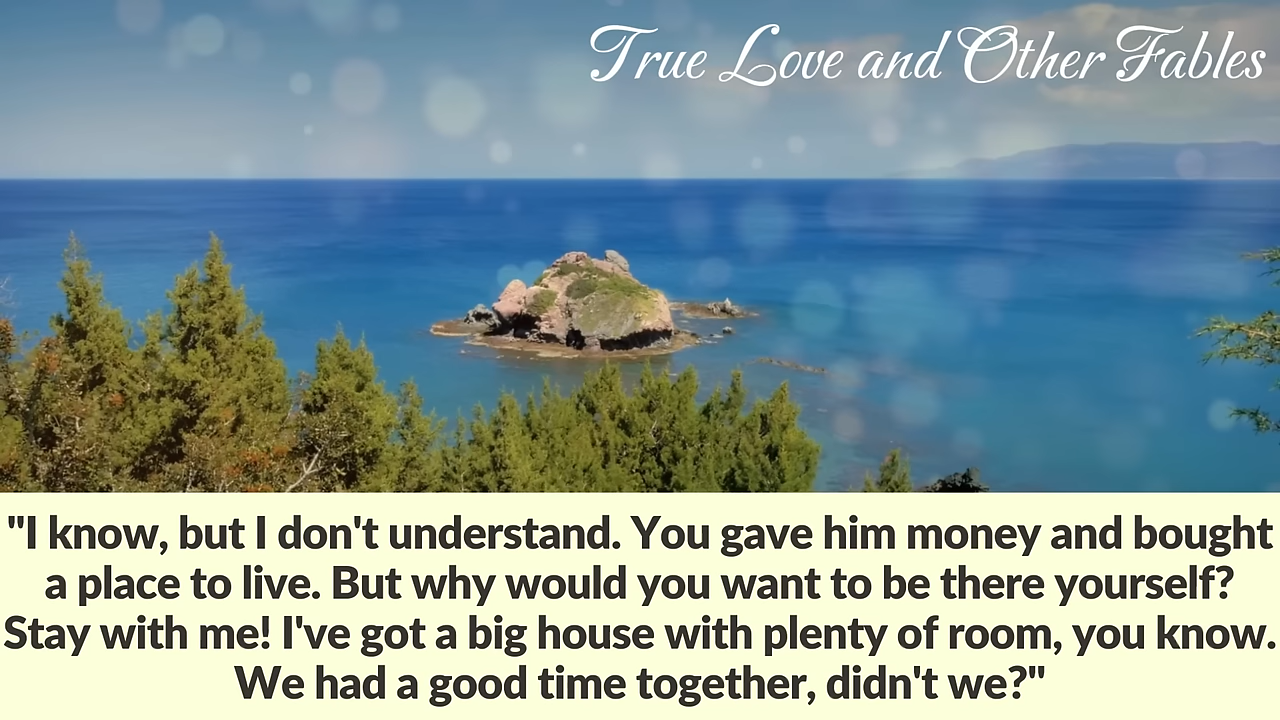 True Love and Other Fables
"I know, but I don't understand. You gave him money and bought
a place to live. But why would you want to be there yourself?
Stay with me! I've got a big house with plenty of room, you know.
We had a good time together, didn't we?"